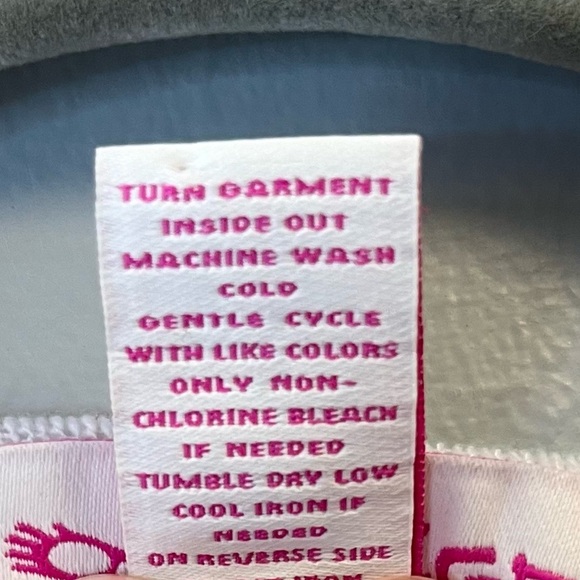 TURN GARMENT
INSIDE OUT
MACHINE WASH
COLD
GENTLE CYCLE
WITH LIKE COLORS
ONLY NON-
CHLORINE BLEACH
IF NEEDED
TUMBLE DRY LOW
COOL IRON IF
NEEDED
ON REVERSE SIDE
IRON